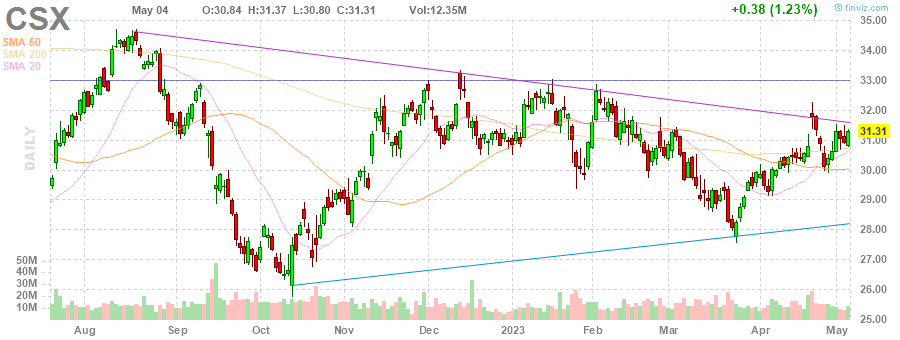 CSX May 04 O:30.84 H:31.37 L:30.80 C:31.31 Vol:12.35M +0.38 (1.23%) © finviz.com
SMA 50
SMA 200
SMA 20
DAILY
35.00
34.00
33.00
32.00
31.31
31.00
30.00
29.00
28.00
27.00
26.00
25.00
50M
40M
30M
20M
10M
Aug Sep Oct Nov Dec 2023 Feb Mar Apr May